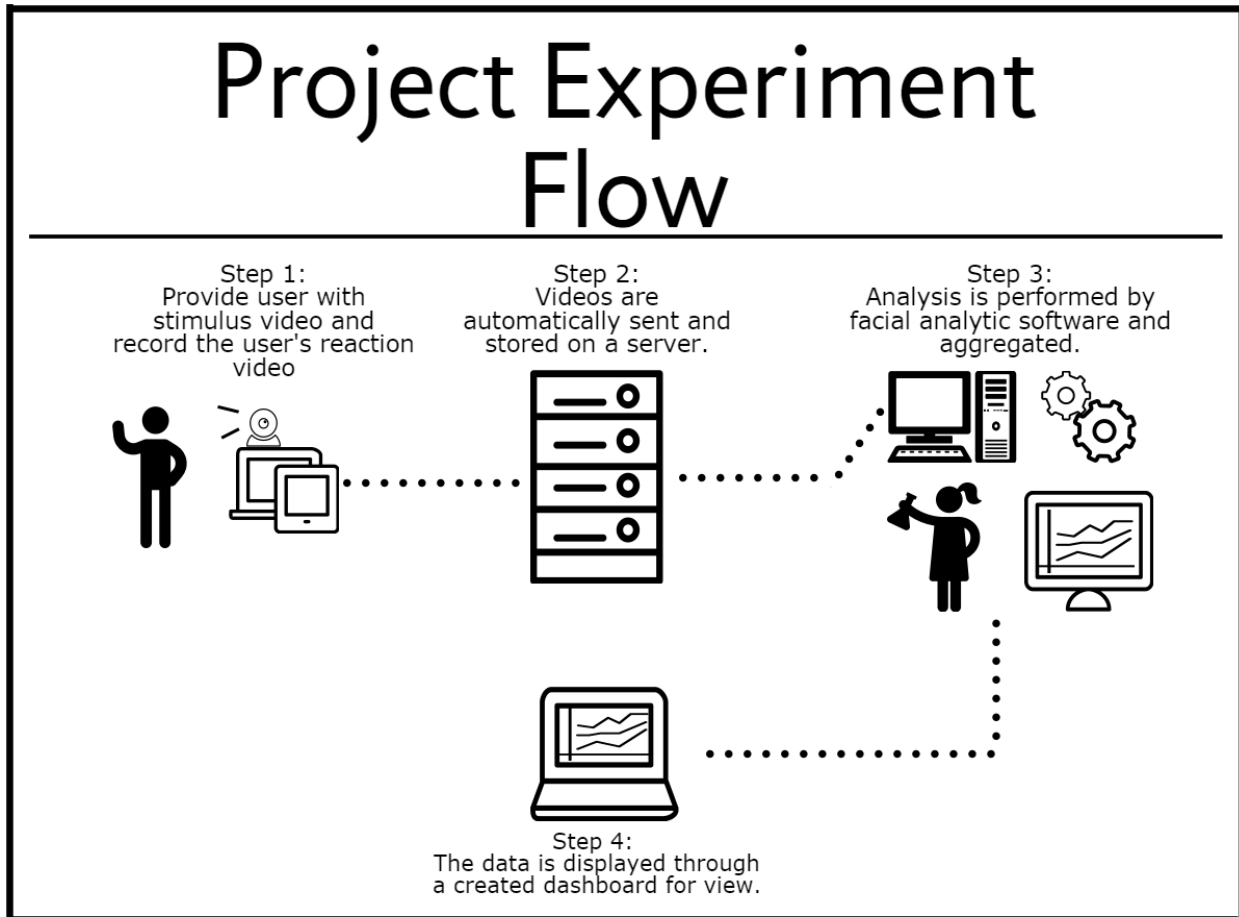 Project Experiment
Flow
Step 1:
Provide user with
stimulus video and
record the user's reaction
video
Step 2:
Videos are
automatically sent and
stored on a server.
Step 3:
Analysis is performed by
facial analytic software and
aggregated.
Step 4:
The data is displayed through
a created dashboard for view.